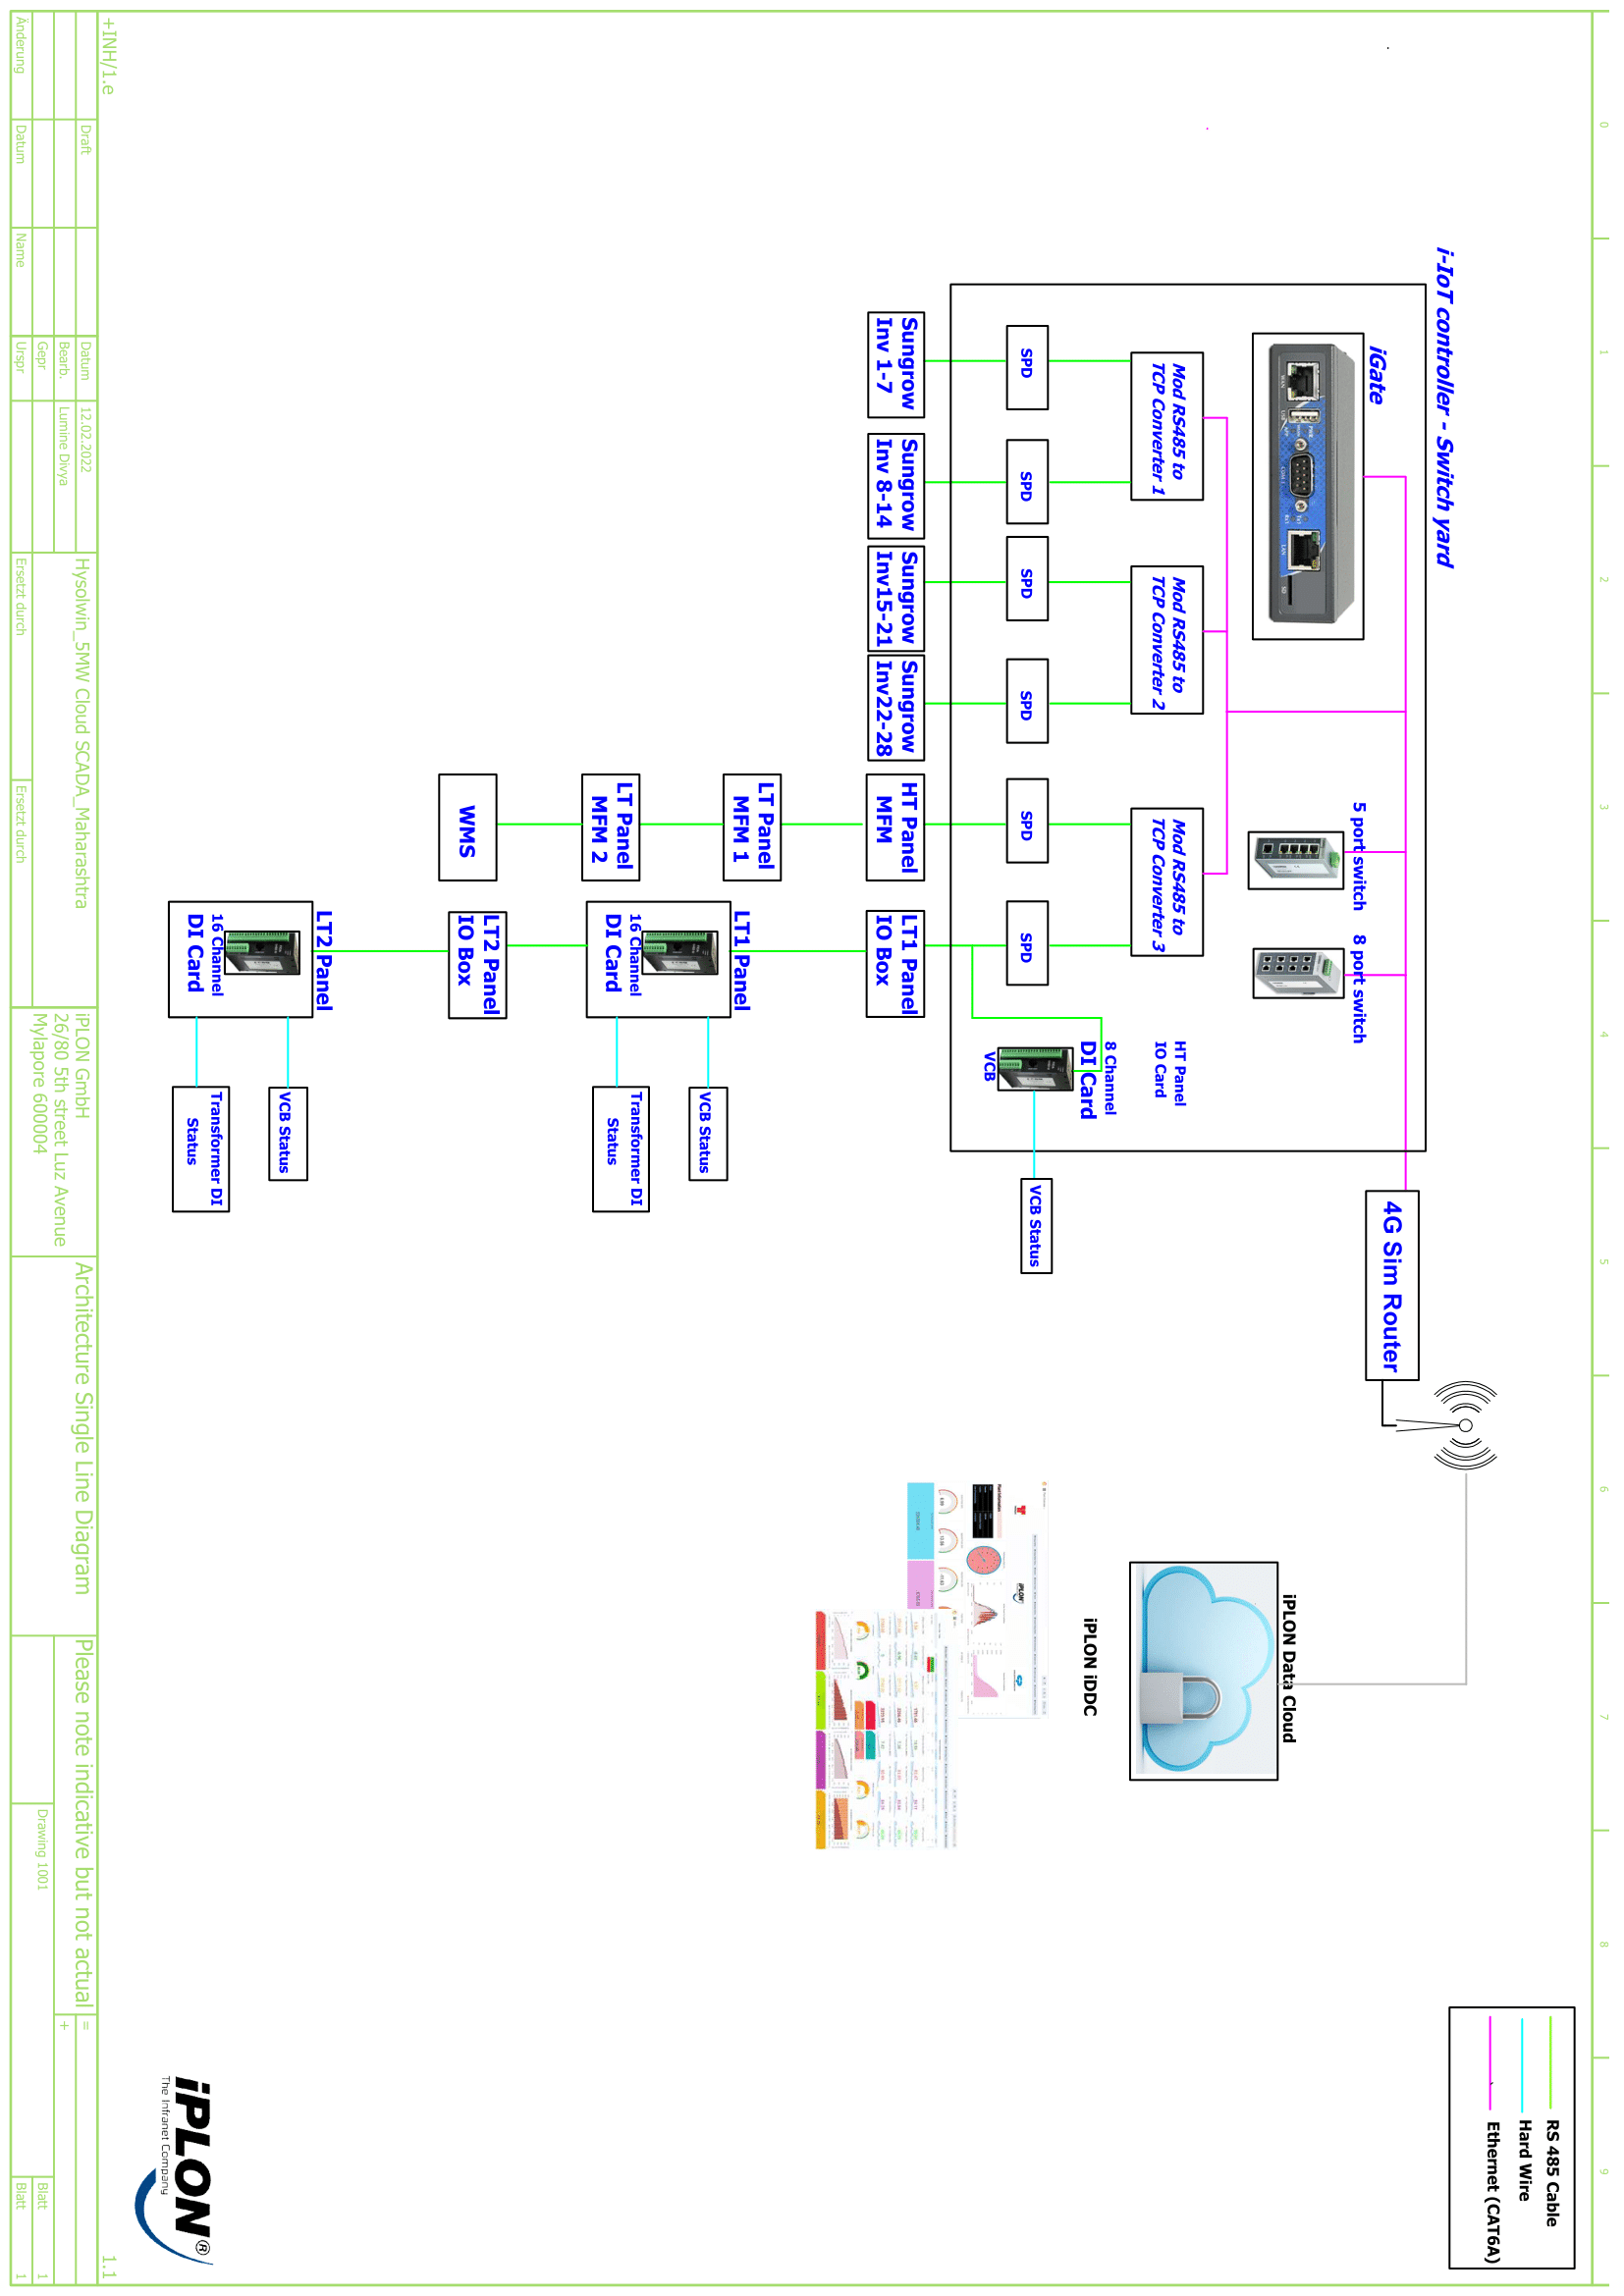 0 1 2 3 4 5 6 7 8 9
RS 485 Cable
Hard Wire
Ethernet (CAT6A)
i-IoT controller - Switch yard
iGate
WAN
USB
COM 1
LAN
SD
5 port switch
8 port switch
4G Sim Router
iPLON Data Cloud
iPLON iDDC
Plant Information
iPLON
Mod RS485 to
TCP Converter 1
Mod RS485 to
TCP Converter 2
Mod RS485 to
TCP Converter 3
HT Panel
IO Card
8 Channel
DI Card
VCB
SPD
SPD
SPD
SPD
SPD
SPD
VCB Status
Sungrow
Inv 1-7
Sungrow
Inv 8-14
Sungrow
Inv15-21
Sungrow
Inv22-28
HT Panel
MFM
LT1 Panel
IO Box
LT Panel
MFM 1
LT1 Panel
16 Channel
DI Card
VCB Status
Transformer DI
Status
LT Panel
MFM 2
WMS
LT2 Panel
IO Box
LT2 Panel
16 Channel
DI Card
VCB Status
Transformer DI
Status
iPLON®
The Infranet Company
+INH/1.e
1.1
Draft
Datum
12.02.2022
Bearb.
Lumine Divya
Gepr
Änderung
Datum
Name
Urspr
Hysolwin_5MW Cloud SCADA_Maharashtra
Ersetzt durch
Ersetzt durch
iPLON GmbH
26/80 5th street Luz Avenue
Mylapore 600004
Architecture Single Line Diagram
Please note indicative but not actual
Drawing 1001
=
+
Blatt 1
Blatt 1